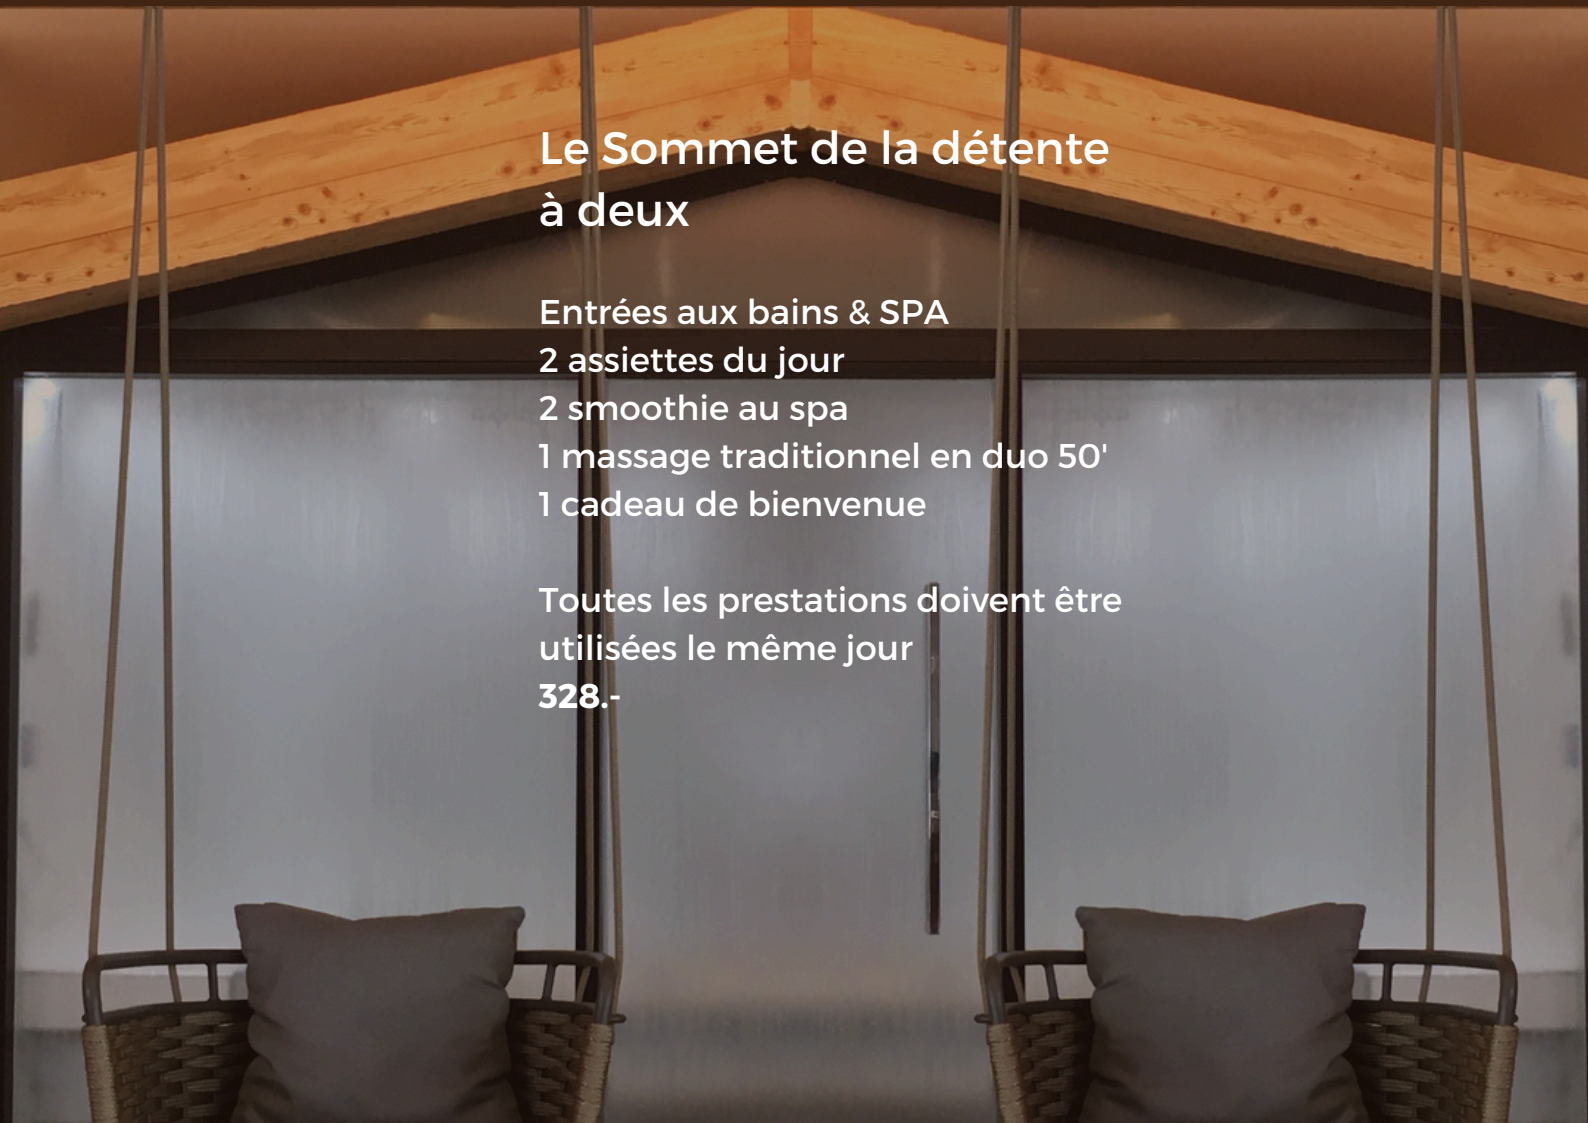 Le Sommet de la détente
à deux
Entrées aux bains & SPA
2 assiettes du jour
2 smoothie au spa
1 massage traditionnel en duo 50'
1 cadeau de bienvenue
Toutes les prestations doivent être
utilisées le même jour
328.-